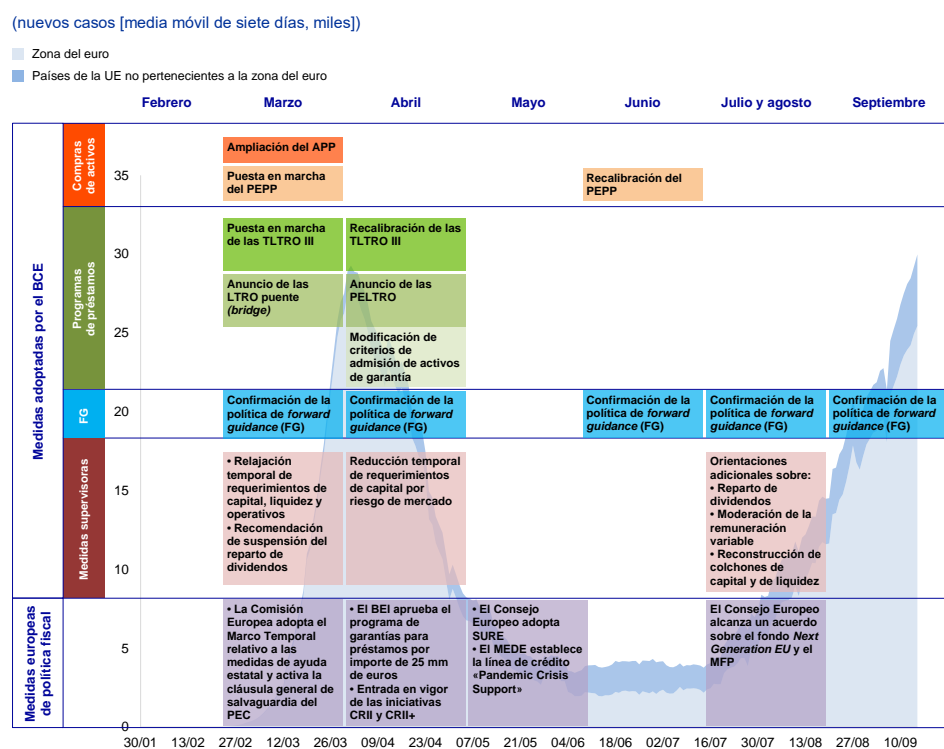 (nuevos casos [media móvil de siete días, miles])
Zona del euro
Países de la UE no pertenecientes a la zona del euro
Febrero
Marzo
Abril
Mayo
Junio
Julio y agosto
Septiembre
Medidas adoptadas por el BCE
Compras
de activos
Ampliación del APP
Puesta en marcha
del PEPP
Recalibración del
PEPP
Programas
de préstamos
Puesta en marcha
de las TLTRO III
Recalibración de las
TLTRO III
Anuncio de las
LTRO puente
(bridge)
Anuncio de las
PELTRO
Modificación de
criterios de
admisión de activos
de garantía
FG
Confirmación de la
política de forward
guidance (FG)
Confirmación de la
política de forward
guidance (FG)
Confirmación de la
política de forward
guidance (FG)
Confirmación de la
política de forward
guidance (FG)
Confirmación de la
política de forward
guidance (FG)
Medidas supervisoras
• Relajación
temporal de
requerimientos de
capital, liquidez y
operativos
• Recomendación
de suspensión del
reparto de
dividendos
Reducción temporal
de requerimientos
de capital por
riesgo de mercado
Orientaciones
adicionales sobre:
• Reparto de
dividendos
• Moderación de la
remuneración
variable
• Reconstrucción de
colchones de
capital y de liquidez
Medidas europeas
de política fiscal
• La Comisión
Europea adopta el
Marco Temporal
relativo a las
medidas de ayuda
estatal y activa la
cláusula general de
salvaguardia del
PEC
• El BEI aprueba el
programa de
garantías para
préstamos por
importe de 25 mm
de euros
• Entrada en vigor
de las iniciativas
CRII y CRII+
• El Consejo
Europeo adopta
SURE
• El MEDE establece
la línea de crédito
«Pandemic Crisis
Support»
El Consejo Europeo
alcanza un acuerdo
sobre el fondo Next
Generation EU y el
MFP
35
30
25
20
15
10
5
0
30/01
13/02
27/02
12/03
26/03
09/04
23/04
07/05
21/05
04/06
18/06
02/07
16/07
30/07
13/08
27/08
10/09